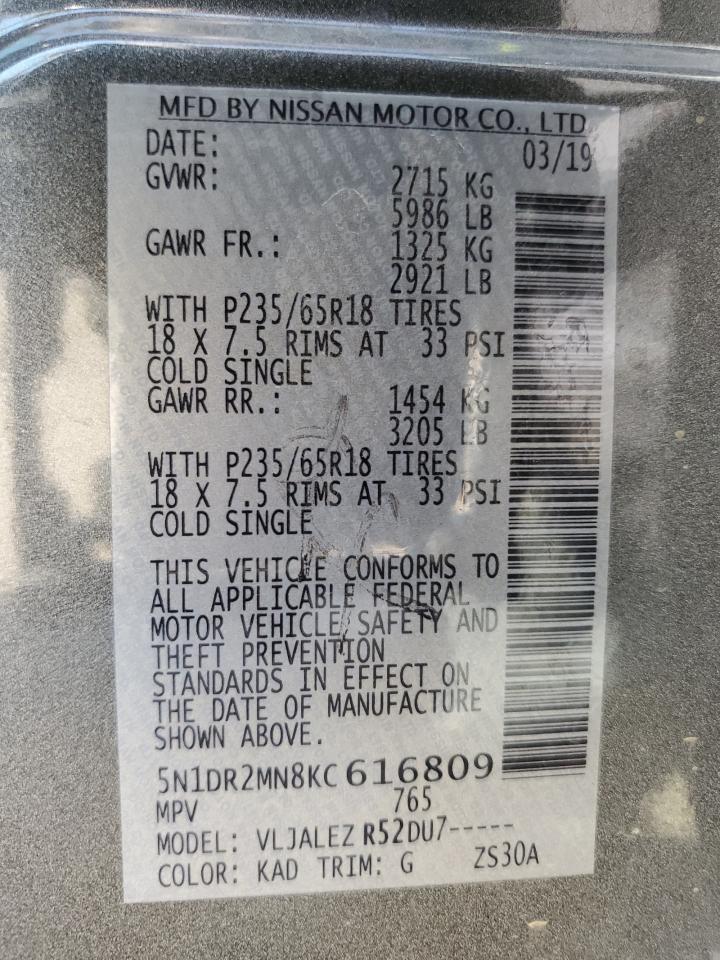 MFD BY NISSAN MOTOR CO., LTD.
DATE: 03/19
GVWR: 2715 KG
5986 LB
GAWR FR.: 1325 KG
2921 LB
WITH P235/65R18 TIRES
18 X 7.5 RIMS AT 33 PSI
COLD SINGLE
GAWR RR.: 1454 KG
3205 LB
WITH P235/65R18 TIRES
18 X 7.5 RIMS AT 33 PSI
COLD SINGLE
THIS VEHICLE CONFORMS TO
ALL APPLICABLE FEDERAL
MOTOR VEHICLE SAFETY AND
THEFT PREVENTION
STANDARDS IN EFFECT ON
THE DATE OF MANUFACTURE
SHOWN ABOVE.
5N1DR2MN8KC 616809
MPV 765
MODEL: VLJALEZ R52DU7-----
COLOR: KAD TRIM: G ZS30A